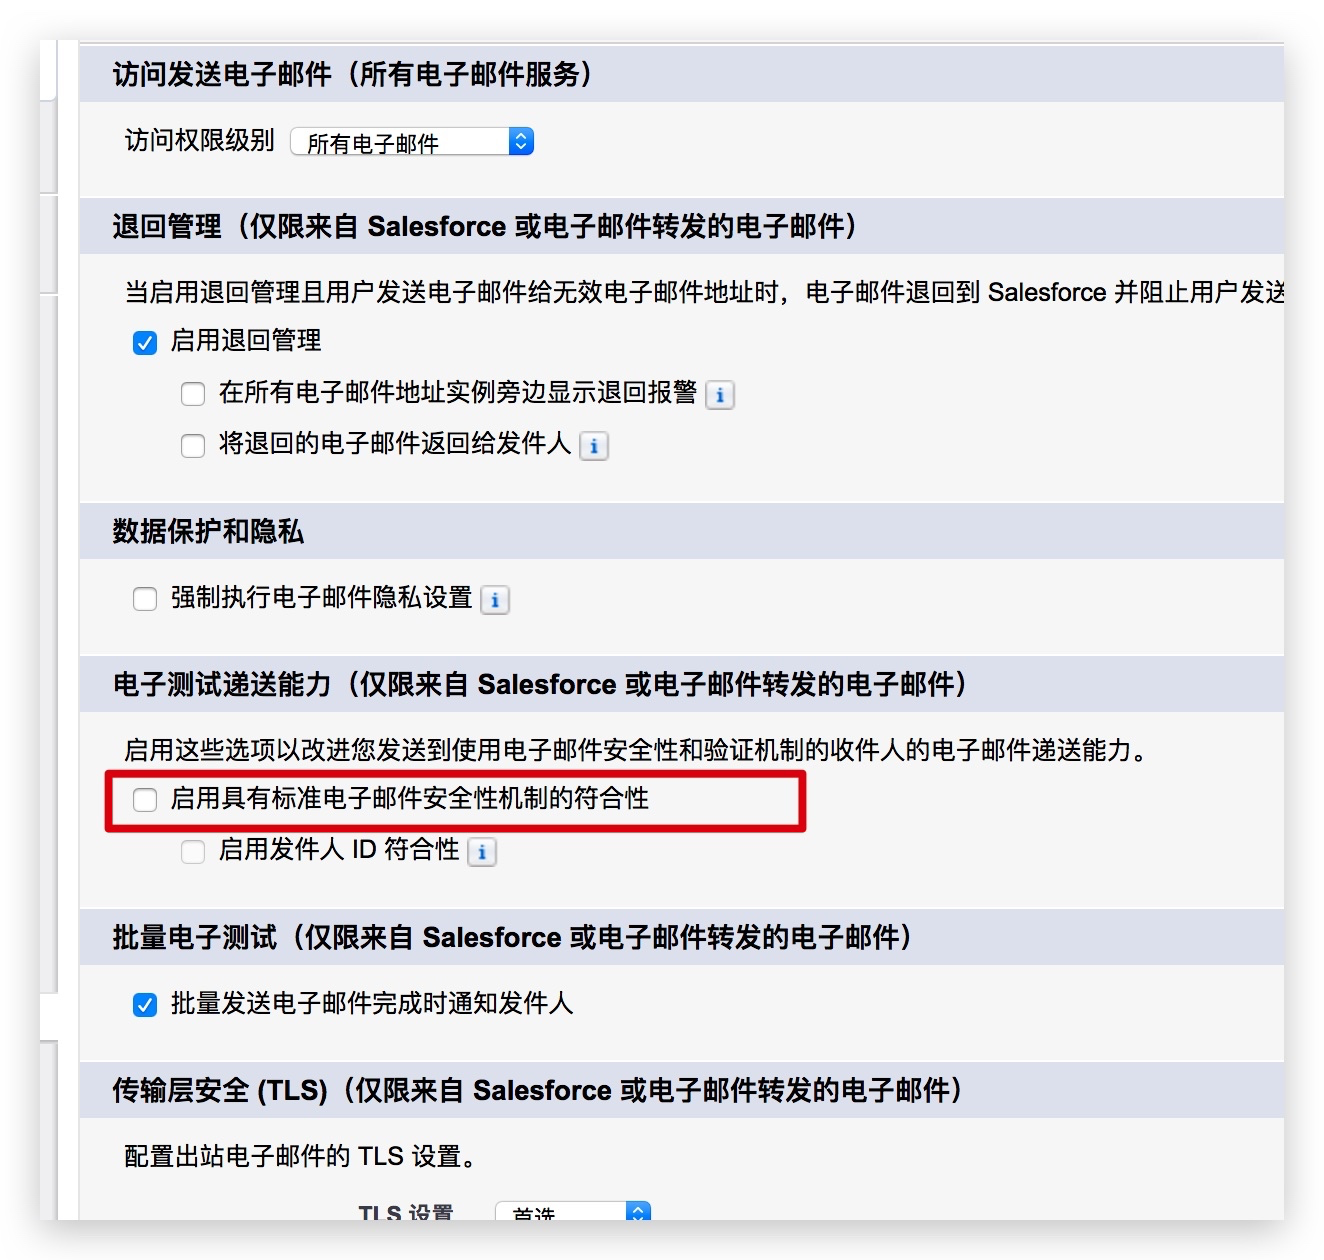 访问发送电子邮件（所有电子邮件服务）
访问权限级别 所有电子邮件
退回管理（仅限来自 Salesforce 或电子邮件转发的电子邮件）
当启用退回管理且用户发送电子邮件给无效电子邮件地址时，电子邮件退回到 Salesforce 并阻止用户发送
启用退回管理
在所有电子邮件地址实例旁边显示退回报警 i
将退回的电子邮件返回给发件人 i
数据保护和隐私
强制执行电子邮件隐私设置 i
电子测试递送能力（仅限来自 Salesforce 或电子邮件转发的电子邮件）
启用这些选项以改进您发送到使用电子邮件安全性和验证机制的收件人的电子邮件递送能力。
启用具有标准电子邮件安全性机制的符合性
启用发件人 ID 符合性 i
批量电子测试（仅限来自 Salesforce 或电子邮件转发的电子邮件）
批量发送电子邮件完成时通知发件人
传输层安全 (TLS)（仅限来自 Salesforce 或电子邮件转发的电子邮件）
配置出站电子邮件的 TLS 设置。
TLS 设置 首选